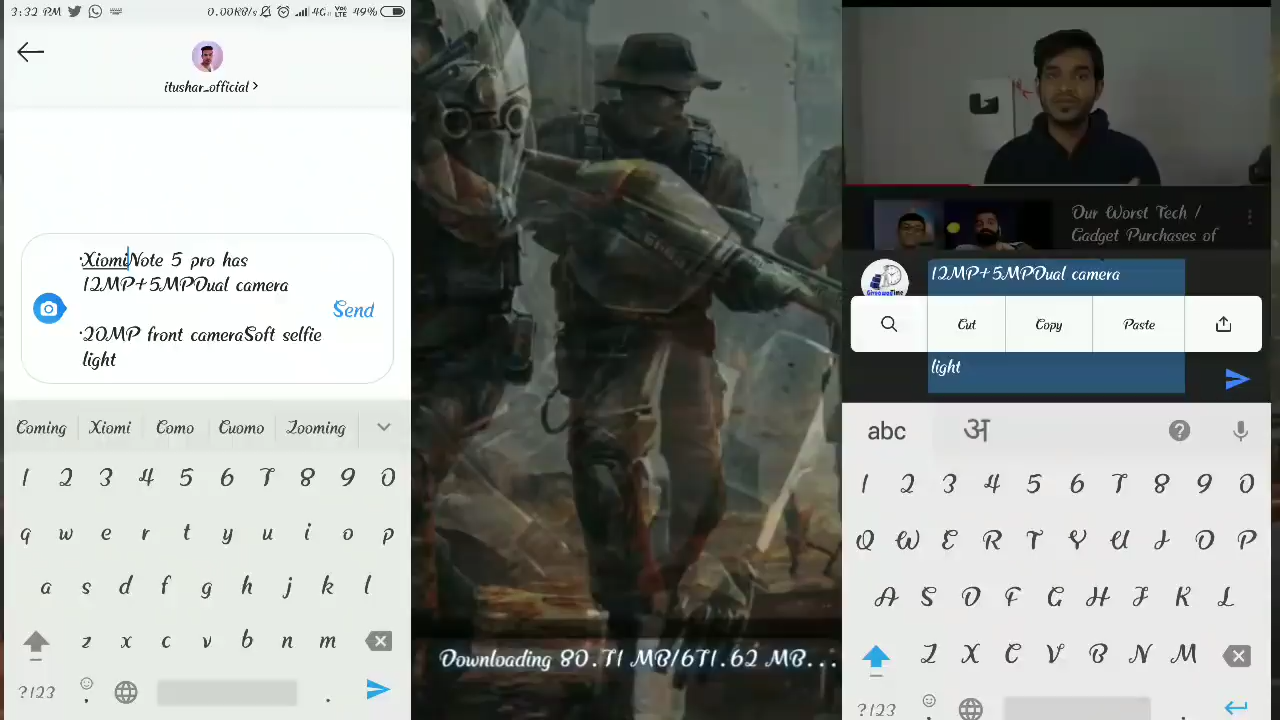 3:32 PM
0.00KB/s
4G
Vo LTE
49%
itushar_official >
·XiomiNote 5 pro has
12MP+5MPDual camera
·20MP front cameraSoft selfie
light
Send
Coming Xiomi Como Cuomo Zooming
1 2 3 4 5 6 7 8 9 0
q w e r t y u i o p
a s d f g h j k l
z x c v b n m
?123 , .
Downloading 80.71 MB/671.62 MB...
Our Worst Tech /
Gadget Purchases of
12MP+5MPDual camera
Cut Copy Paste
light
abc अ ?
1 2 3 4 5 6 7 8 9 0
Q W E R T Y U I O P
A S D F G H J K L
Z X C V B N M
?123 , .